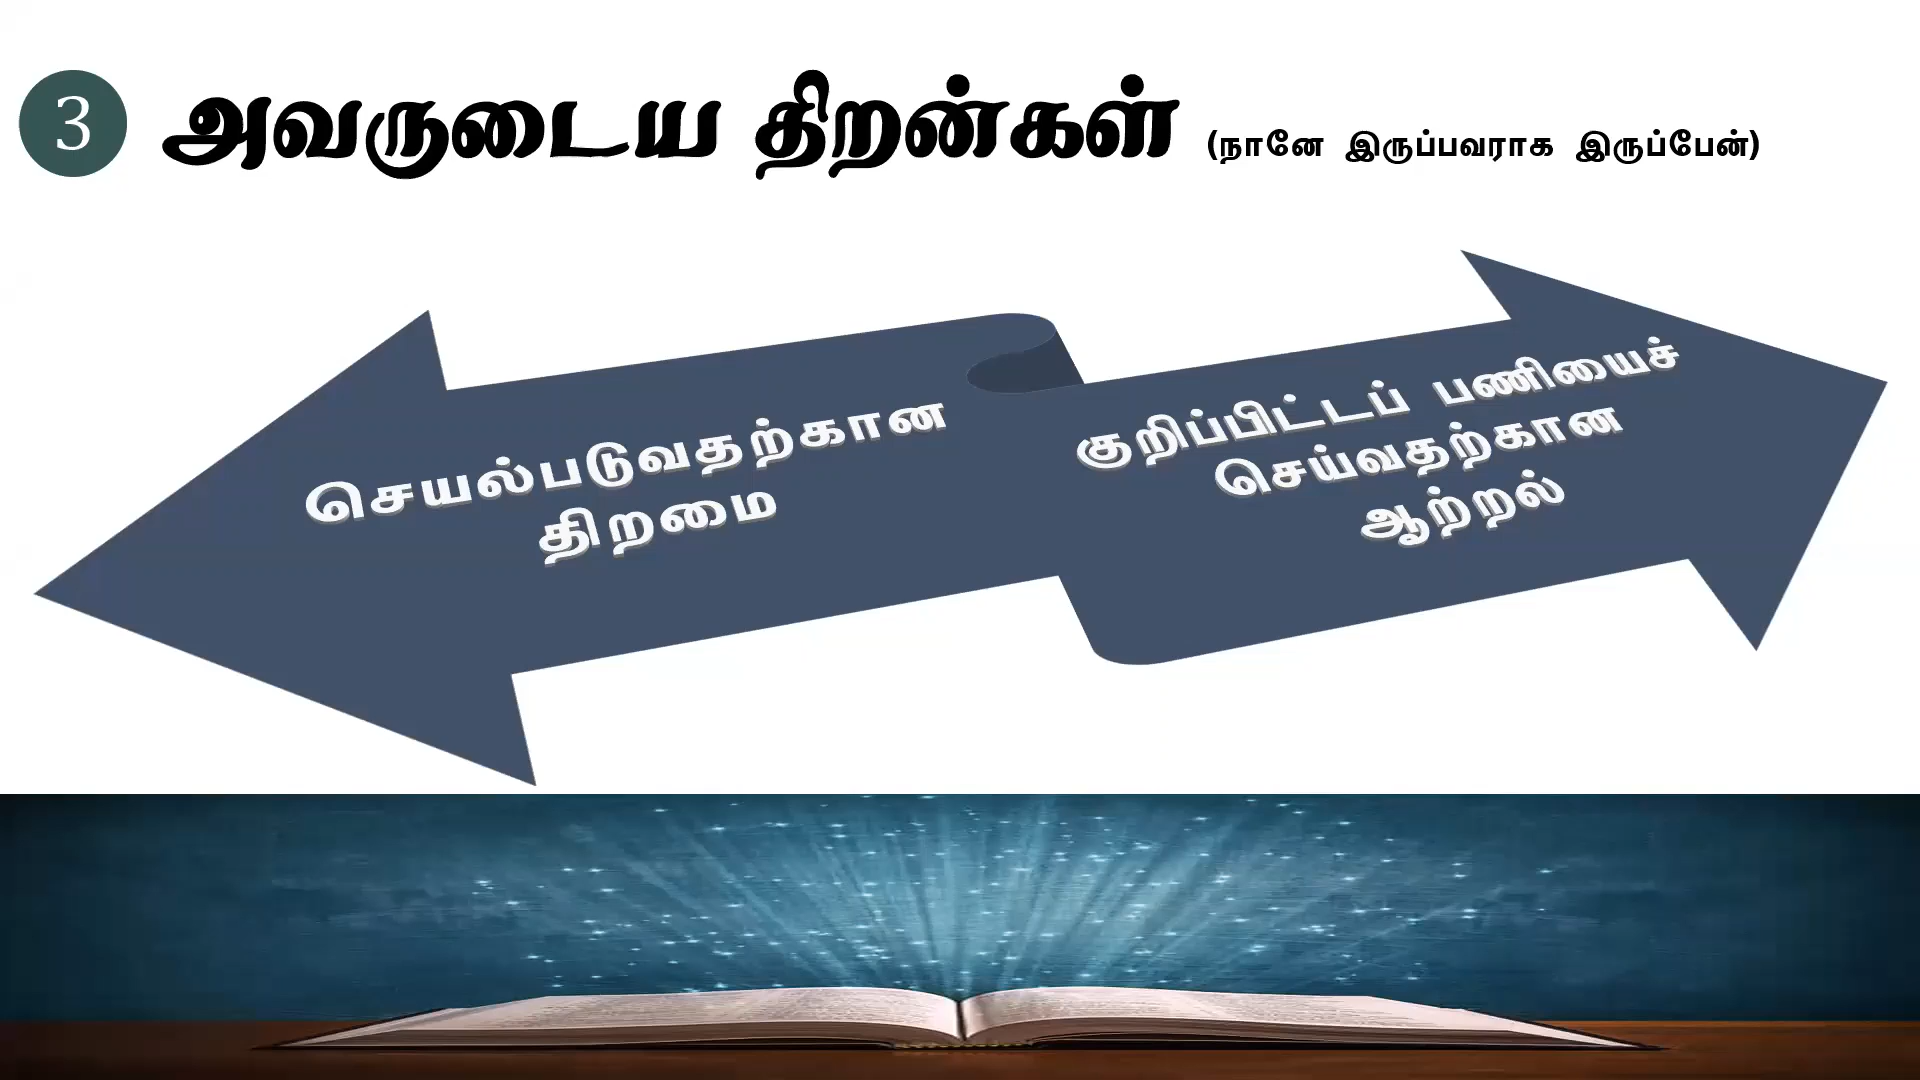 3 அவருடைய திறன்கள் (நானே இருப்பவராக இருப்பேன்)
செயல்படுவதற்கான
திறமை
குறிப்பிட்டப் பணியைச்
செய்வதற்கான
ஆற்றல்